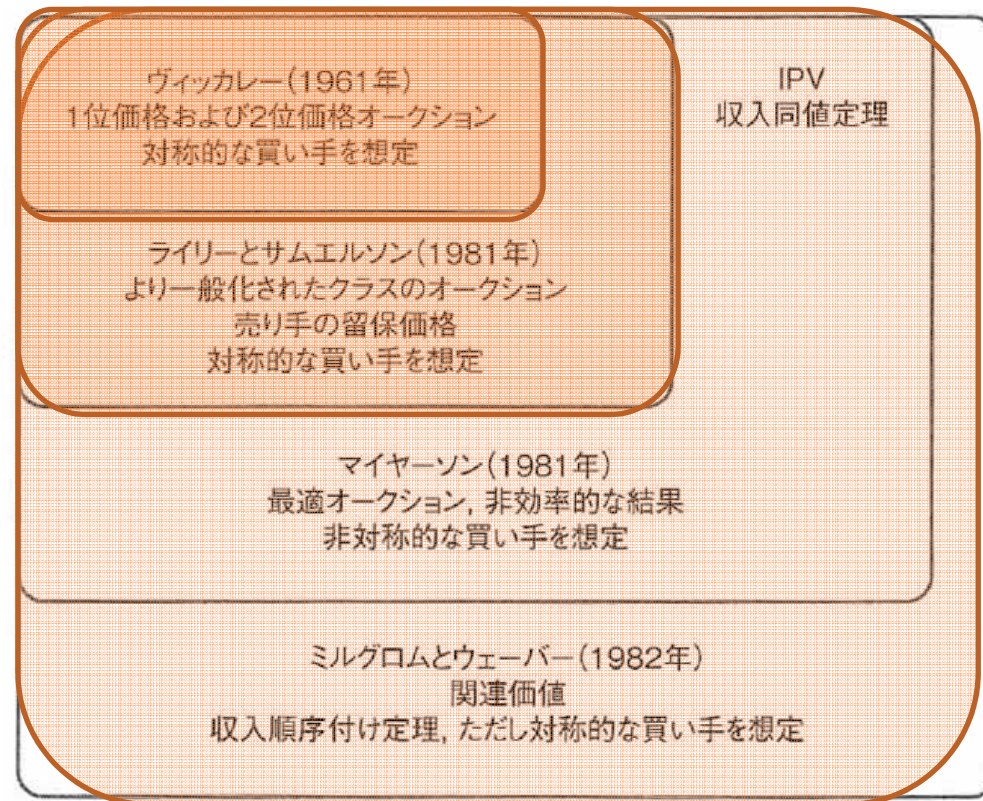 ヴィッカレー(1961年)
1位価格および2位価格オークション
対称的な買い手を想定
IPV
収入同値定理
ライリーとサムエルソン(1981年)
より一般化されたクラスのオークション
売り手の留保価格
対称的な買い手を想定
マイヤーソン(1981年)
最適オークション, 非効率的な結果
非対称的な買い手を想定
ミルグロムとウェーバー(1982年)
関連価値
収入順序付け定理, ただし対称的な買い手を想定